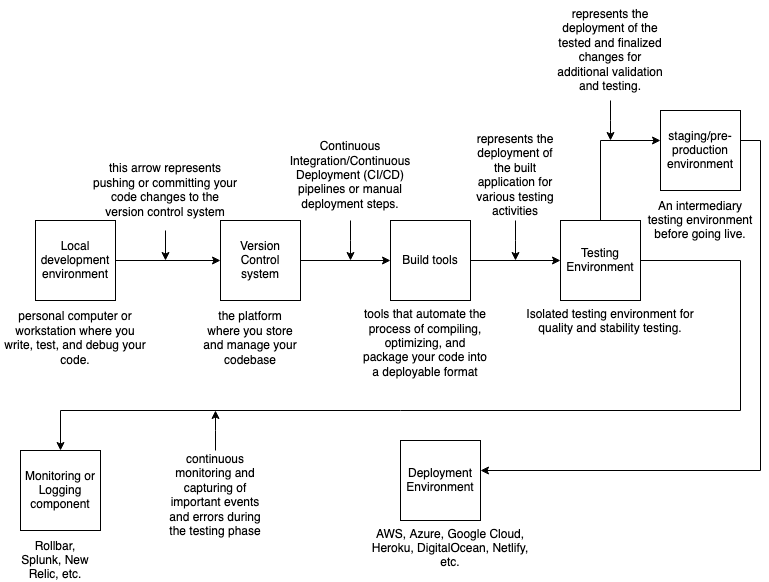 represents the
deployment of the
tested and finalized
changes for
additional validation
and testing.
this arrow represents
pushing or committing your
code changes to the
version control system
Continuous
Integration/Continuous
Deployment (CI/CD)
pipelines or manual
deployment steps.
represents the
deployment of
the built
application for
various testing
activities
staging/pre-
production
environment
An intermediary
testing environment
before going live.
Local
development
environment
Version
Control
system
Build tools
Testing
Environment
personal computer or
workstation where you
write, test, and debug your
code.
the platform
where you store
and manage your
codebase
tools that automate the
process of compiling,
optimizing, and
package your code into
a deployable format
Isolated testing environment for
quality and stability testing.
Monitoring or
Logging
component
Rollbar,
Splunk, New
Relic, etc.
continuous
monitoring and
capturing of
important events
and errors during
the testing phase
Deployment
Environment
AWS, Azure, Google Cloud,
Heroku, DigitalOcean, Netlify,
etc.